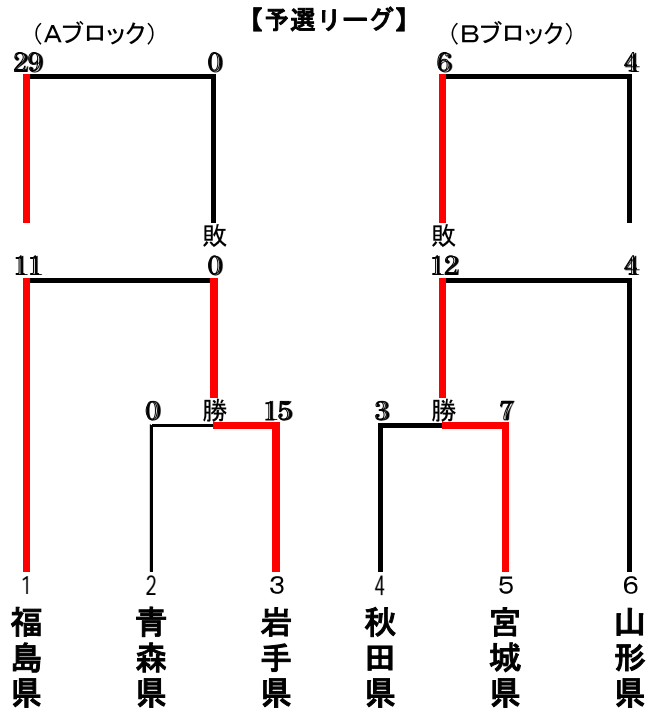 【予選リーグ】
（Aブロック）
（Bブロック）
29 0
6 4
敗
敗
11 0
12 4
0 勝 15
3 勝 7
1 2 3 4 5 6
福島県
青森県
岩手県
秋田県
宮城県
山形県